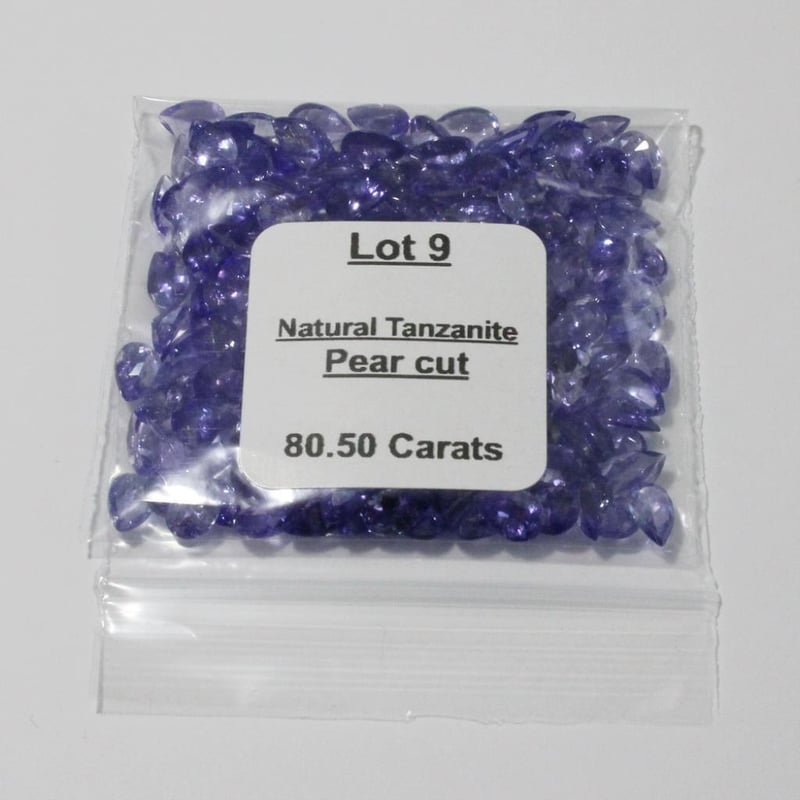 Lot 9
Natural Tanzanite
Pear cut
80.50 Carats